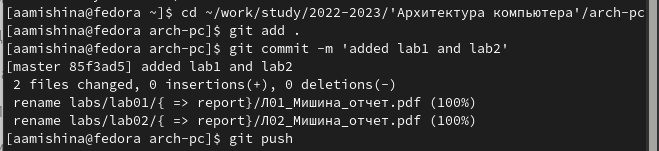 [aamishina@fedora ~]$ cd ~/work/study/2022-2023/'Архитектура компьютера'/arch-pc
[aamishina@fedora arch-pc]$ git add .
[aamishina@fedora arch-pc]$ git commit -m 'added lab1 and lab2'
[master 85f3ad5] added lab1 and lab2
 2 files changed, 0 insertions(+), 0 deletions(-)
 rename labs/lab01/{ => report}/Л01_Мишина_отчет.pdf (100%)
 rename labs/lab02/{ => report}/Л02_Мишина_отчет.pdf (100%)
[aamishina@fedora arch-pc]$ git push